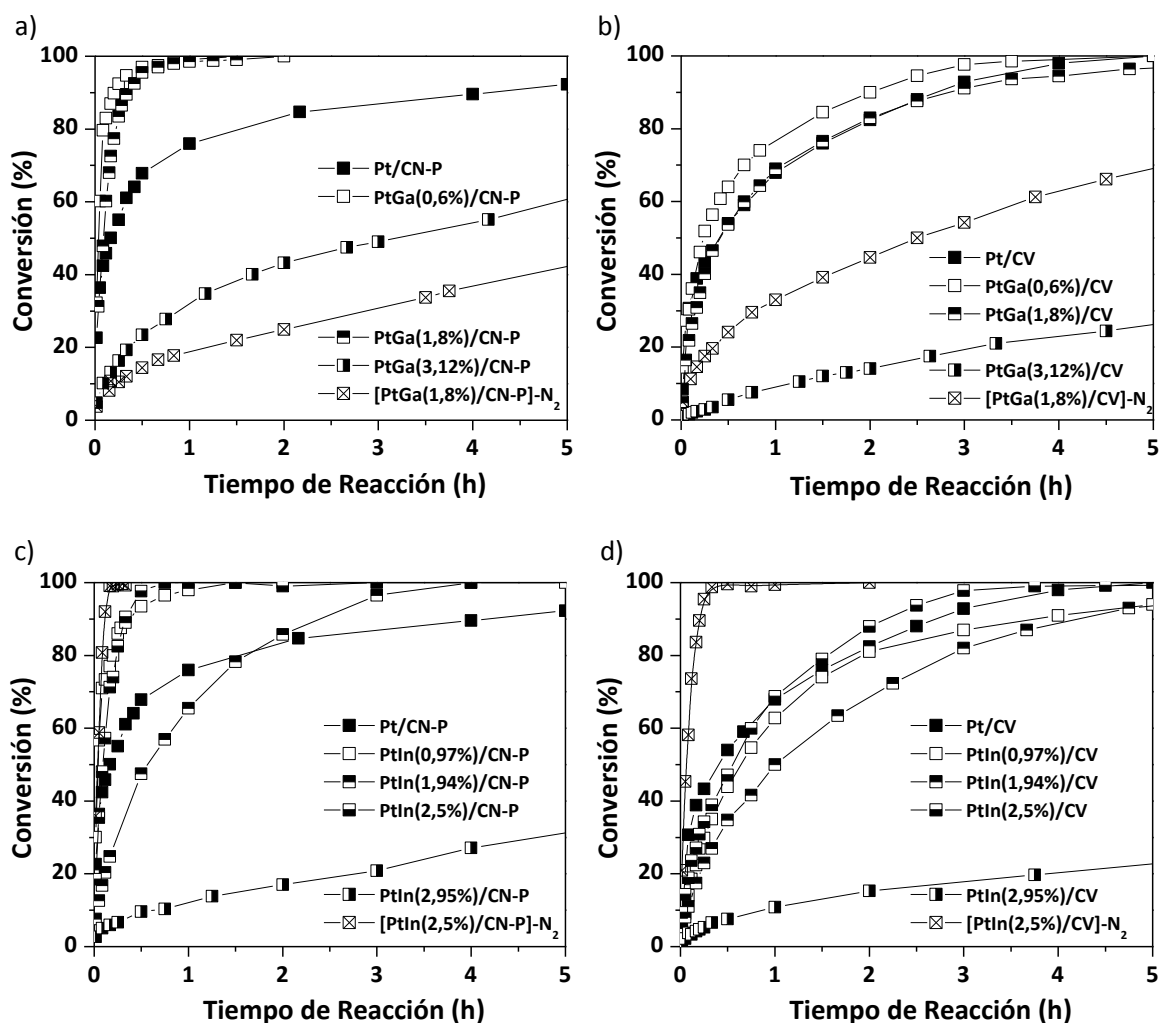 a)
Conversión (%)
100
80
60
40
20
0
Pt/CN-P
PtGa(0,6%)/CN-P
PtGa(1,8%)/CN-P
PtGa(3,12%)/CN-P
[PtGa(1,8%)/CN-P]-N₂
0 1 2 3 4 5
Tiempo de Reacción (h)
b)
Conversión (%)
100
80
60
40
20
0
Pt/CV
PtGa(0,6%)/CV
PtGa(1,8%)/CV
PtGa(3,12%)/CV
[PtGa(1,8%)/CV]-N₂
0 1 2 3 4 5
Tiempo de Reacción (h)
c)
Conversión (%)
100
80
60
40
20
0
Pt/CN-P
PtIn(0,97%)/CN-P
PtIn(1,94%)/CN-P
PtIn(2,5%)/CN-P
PtIn(2,95%)/CN-P
[PtIn(2,5%)/CN-P]-N₂
0 1 2 3 4 5
Tiempo de Reacción (h)
d)
Conversión (%)
100
80
60
40
20
0
Pt/CV
PtIn(0,97%)/CV
PtIn(1,94%)/CV
PtIn(2,5%)/CV
PtIn(2,95%)/CV
[PtIn(2,5%)/CV]-N₂
0 1 2 3 4 5
Tiempo de Reacción (h)